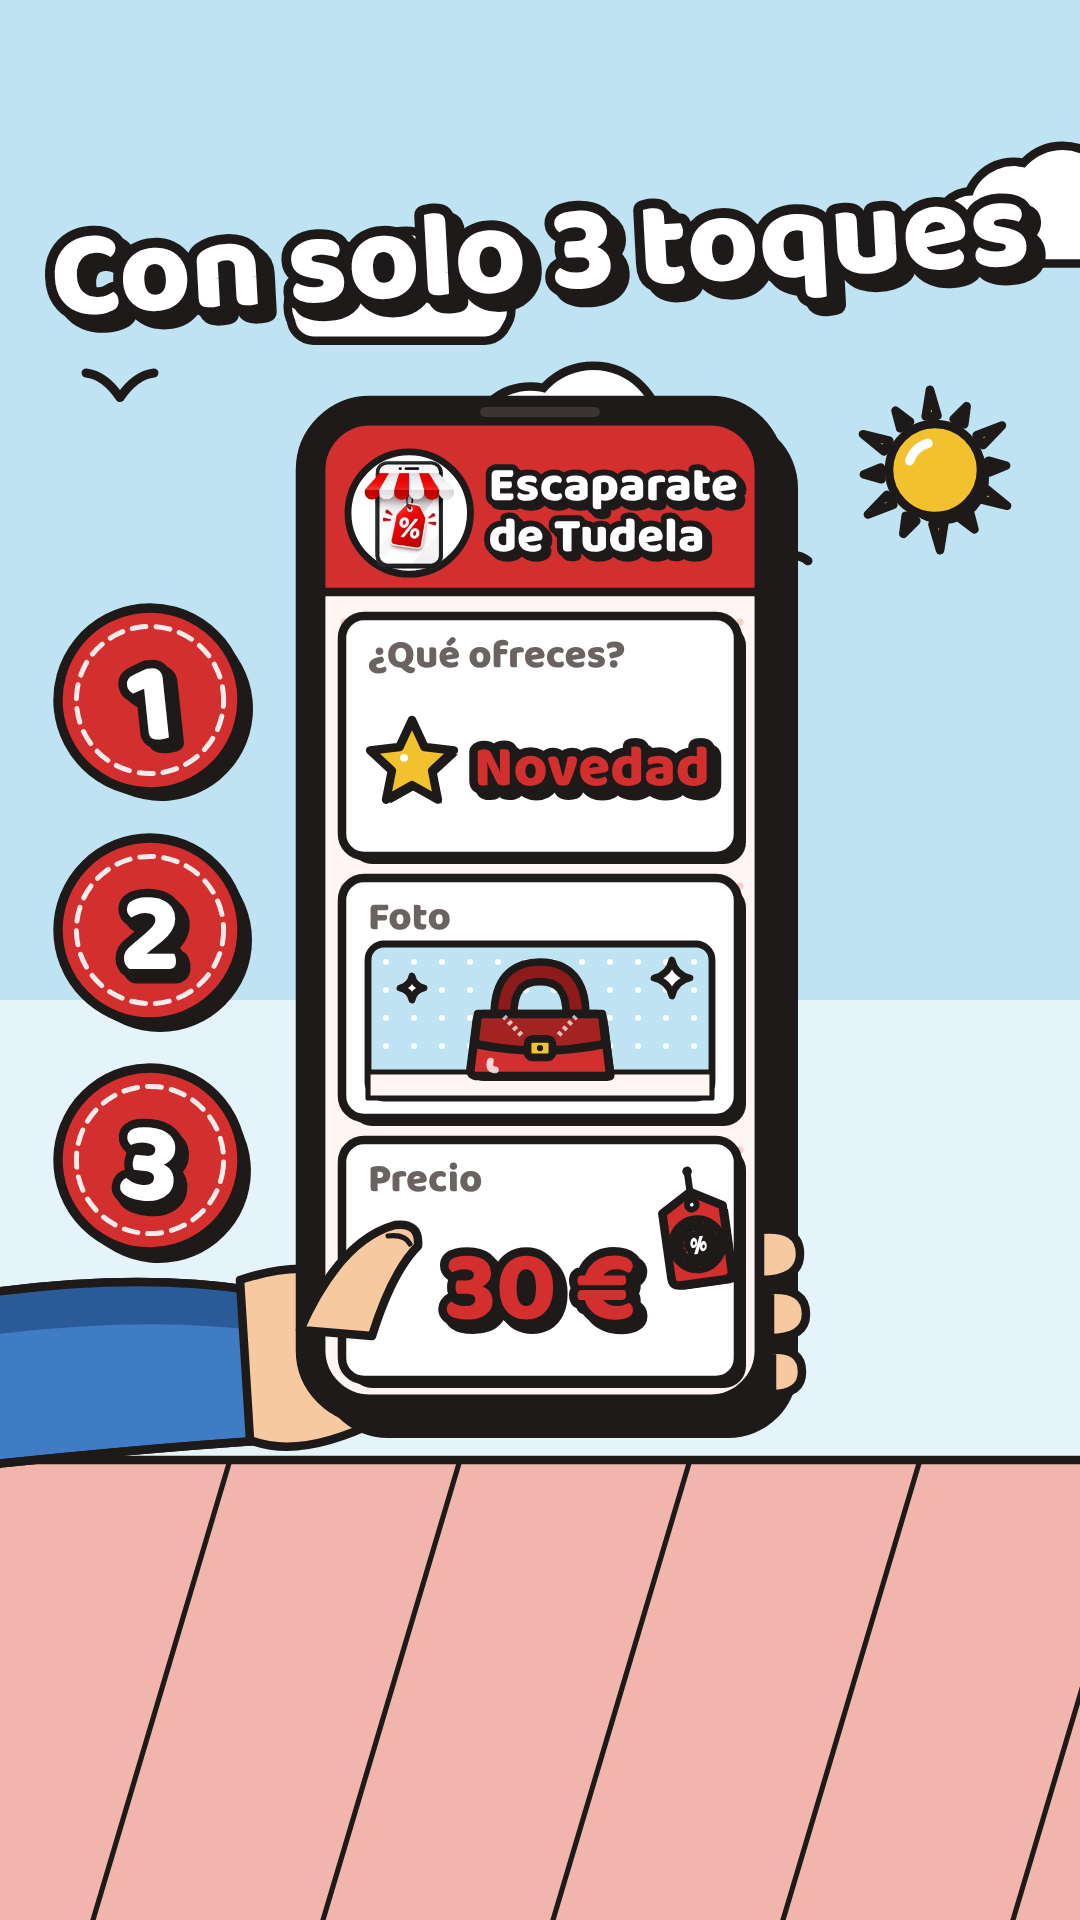 Con solo 3 toques
%
Escaparate
de Tudela
1
¿Qué ofreces?
Novedad
2
Foto
3
Precio
%
30 €